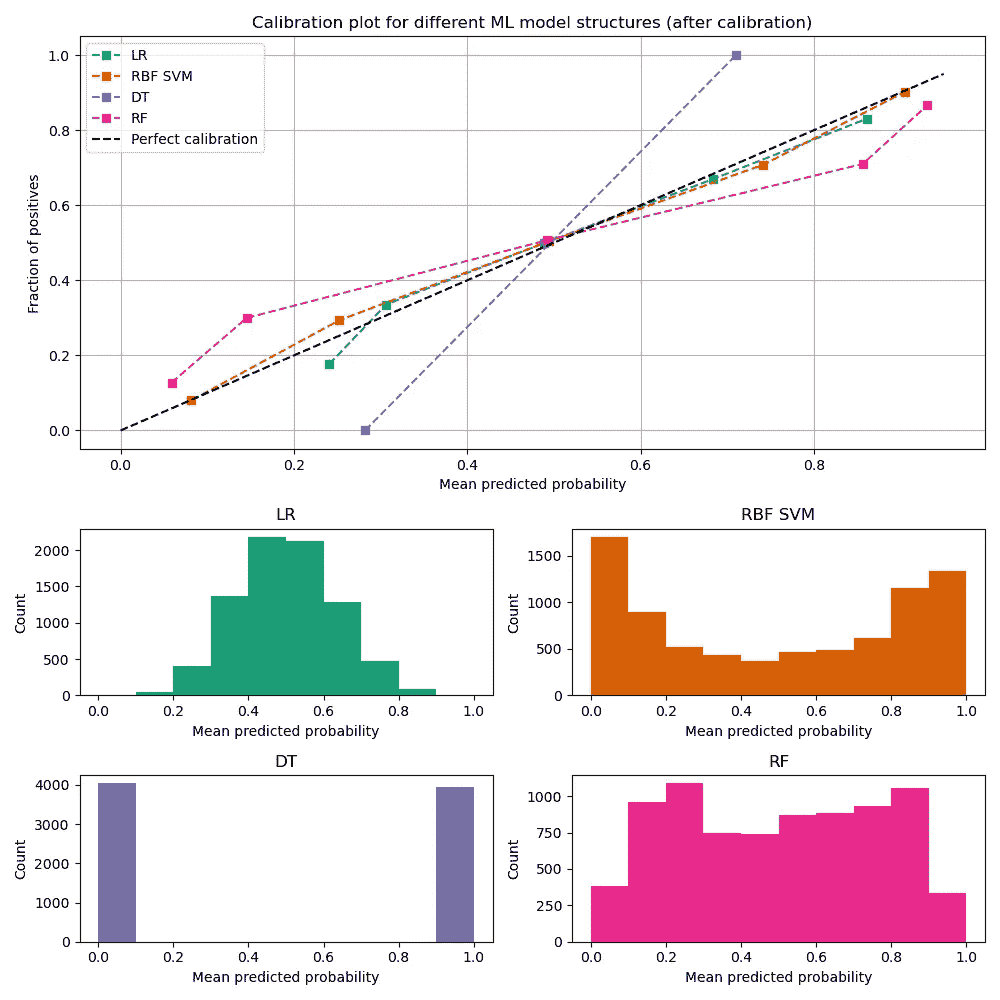 Calibration plot for different ML model structures (after calibration)
LR
RBF SVM
DT
RF
Perfect calibration
Fraction of positives
1.0
0.8
0.6
0.4
0.2
0.0
0.0 0.2 0.4 0.6 0.8
Mean predicted probability
LR
Count
2000
1500
1000
500
0
0.0 0.2 0.4 0.6 0.8 1.0
Mean predicted probability
RBF SVM
Count
1500
1000
500
0
0.0 0.2 0.4 0.6 0.8 1.0
Mean predicted probability
DT
Count
4000
3000
2000
1000
0
0.0 0.2 0.4 0.6 0.8 1.0
Mean predicted probability
RF
Count
1000
750
500
250
0
0.0 0.2 0.4 0.6 0.8 1.0
Mean predicted probability